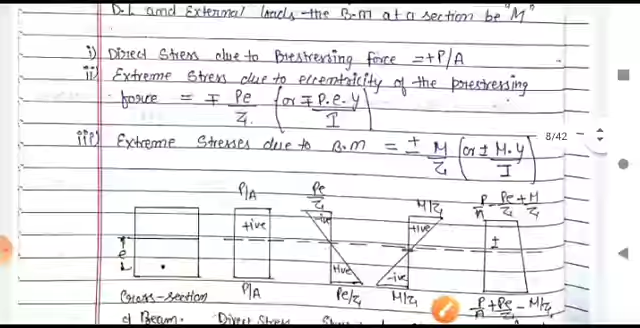 D.L and External loads the B.M at a section be "M"
i) Direct Stress due to Prestressing force = +P/A
ii) Extreme Stress due to eccentricity of the prestressing
force = ∓ Pe/Z (or ∓ P.e.y/I)
iii) Extreme Stresses due to B.M = ± M/Z (or ± M.y/I)
8/42
P/A Pe/Z M/Z P/A - Pe/Z + M/Z
+ive -ive +ive ±
e
+ive -ive
P/A Pe/Z M/Z P/A + Pe/Z - M/Z
Cross-section
of Beam. Direct Stress